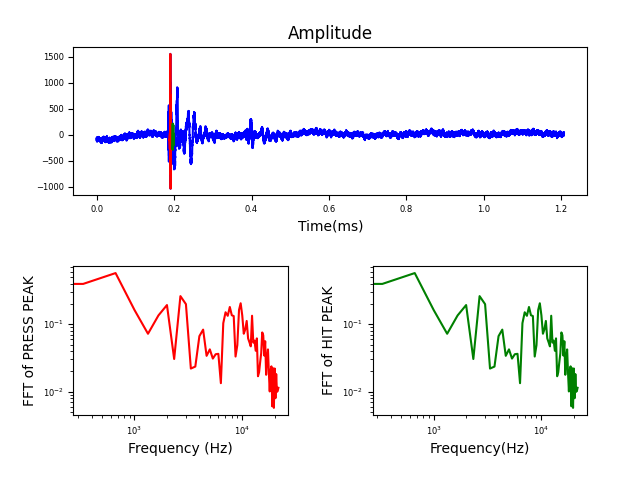 Amplitude
1500
1000
500
0
−500
−1000
0.0 0.2 0.4 0.6 0.8 1.0 1.2
Time(ms)
FFT of PRESS PEAK
10⁻¹
10⁻²
10³ 10⁴
Frequency (Hz)
FFT of HIT PEAK
10⁻¹
10⁻²
10³ 10⁴
Frequency(Hz)